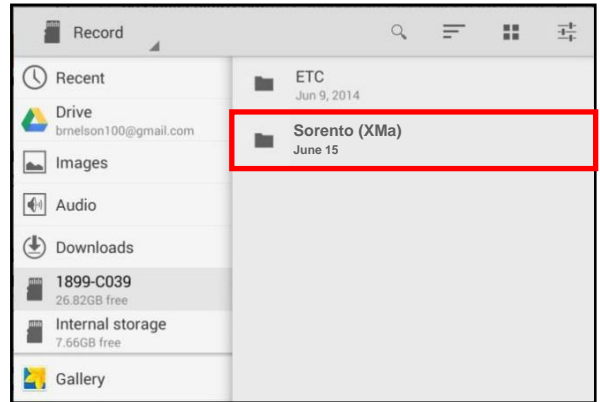 Record
Recent
Drive
brnelson100@gmail.com
Images
Audio
Downloads
1899-C039
26.82GB free
Internal storage
7.66GB free
Gallery
ETC
Jun 9, 2014
Sorento (XMa)
June 15